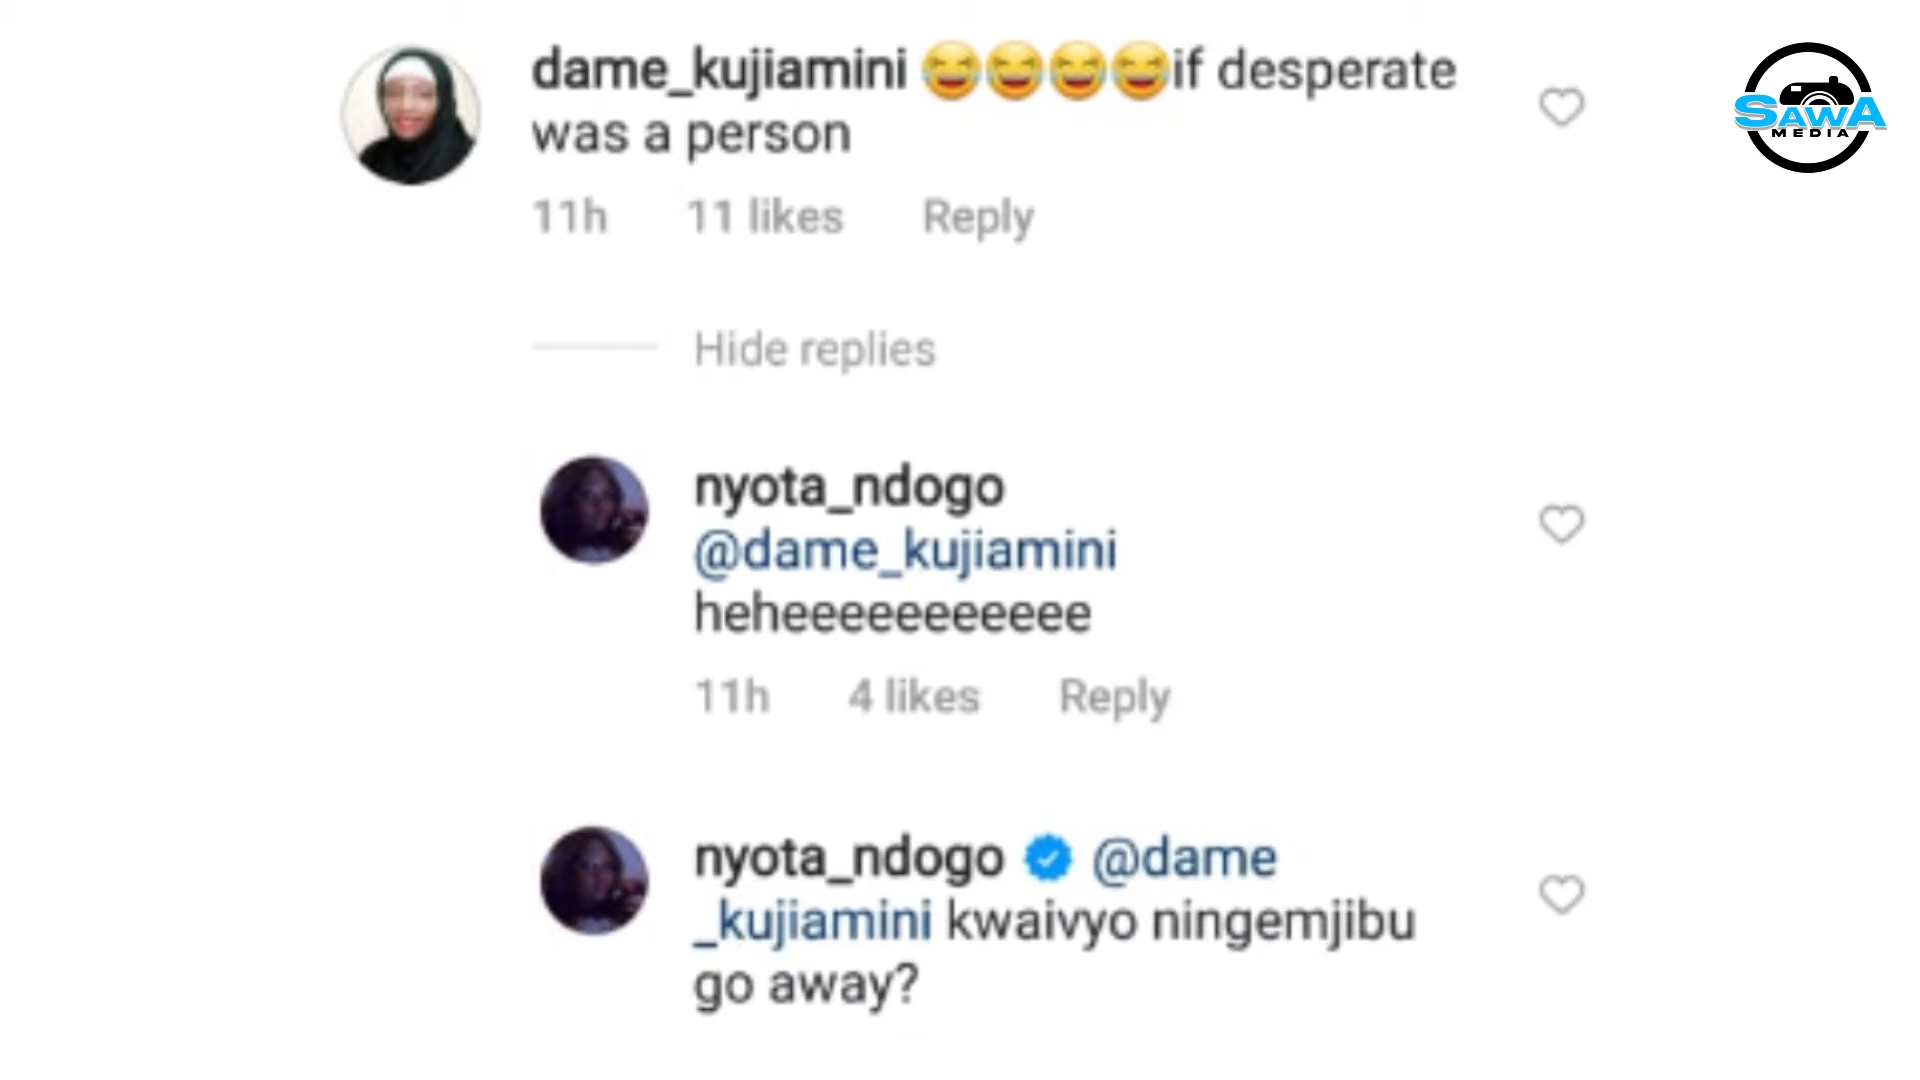 dame_kujiamini 😂😂😂😂if desperate
was a person
11h 11 likes Reply
Hide replies
nyota_ndogo
@dame_kujiamini
heheeeeeeeeeee
11h 4 likes Reply
nyota_ndogo @dame
_kujiamini kwaivyo ningemjibu
go away?
SAWA
MEDIA